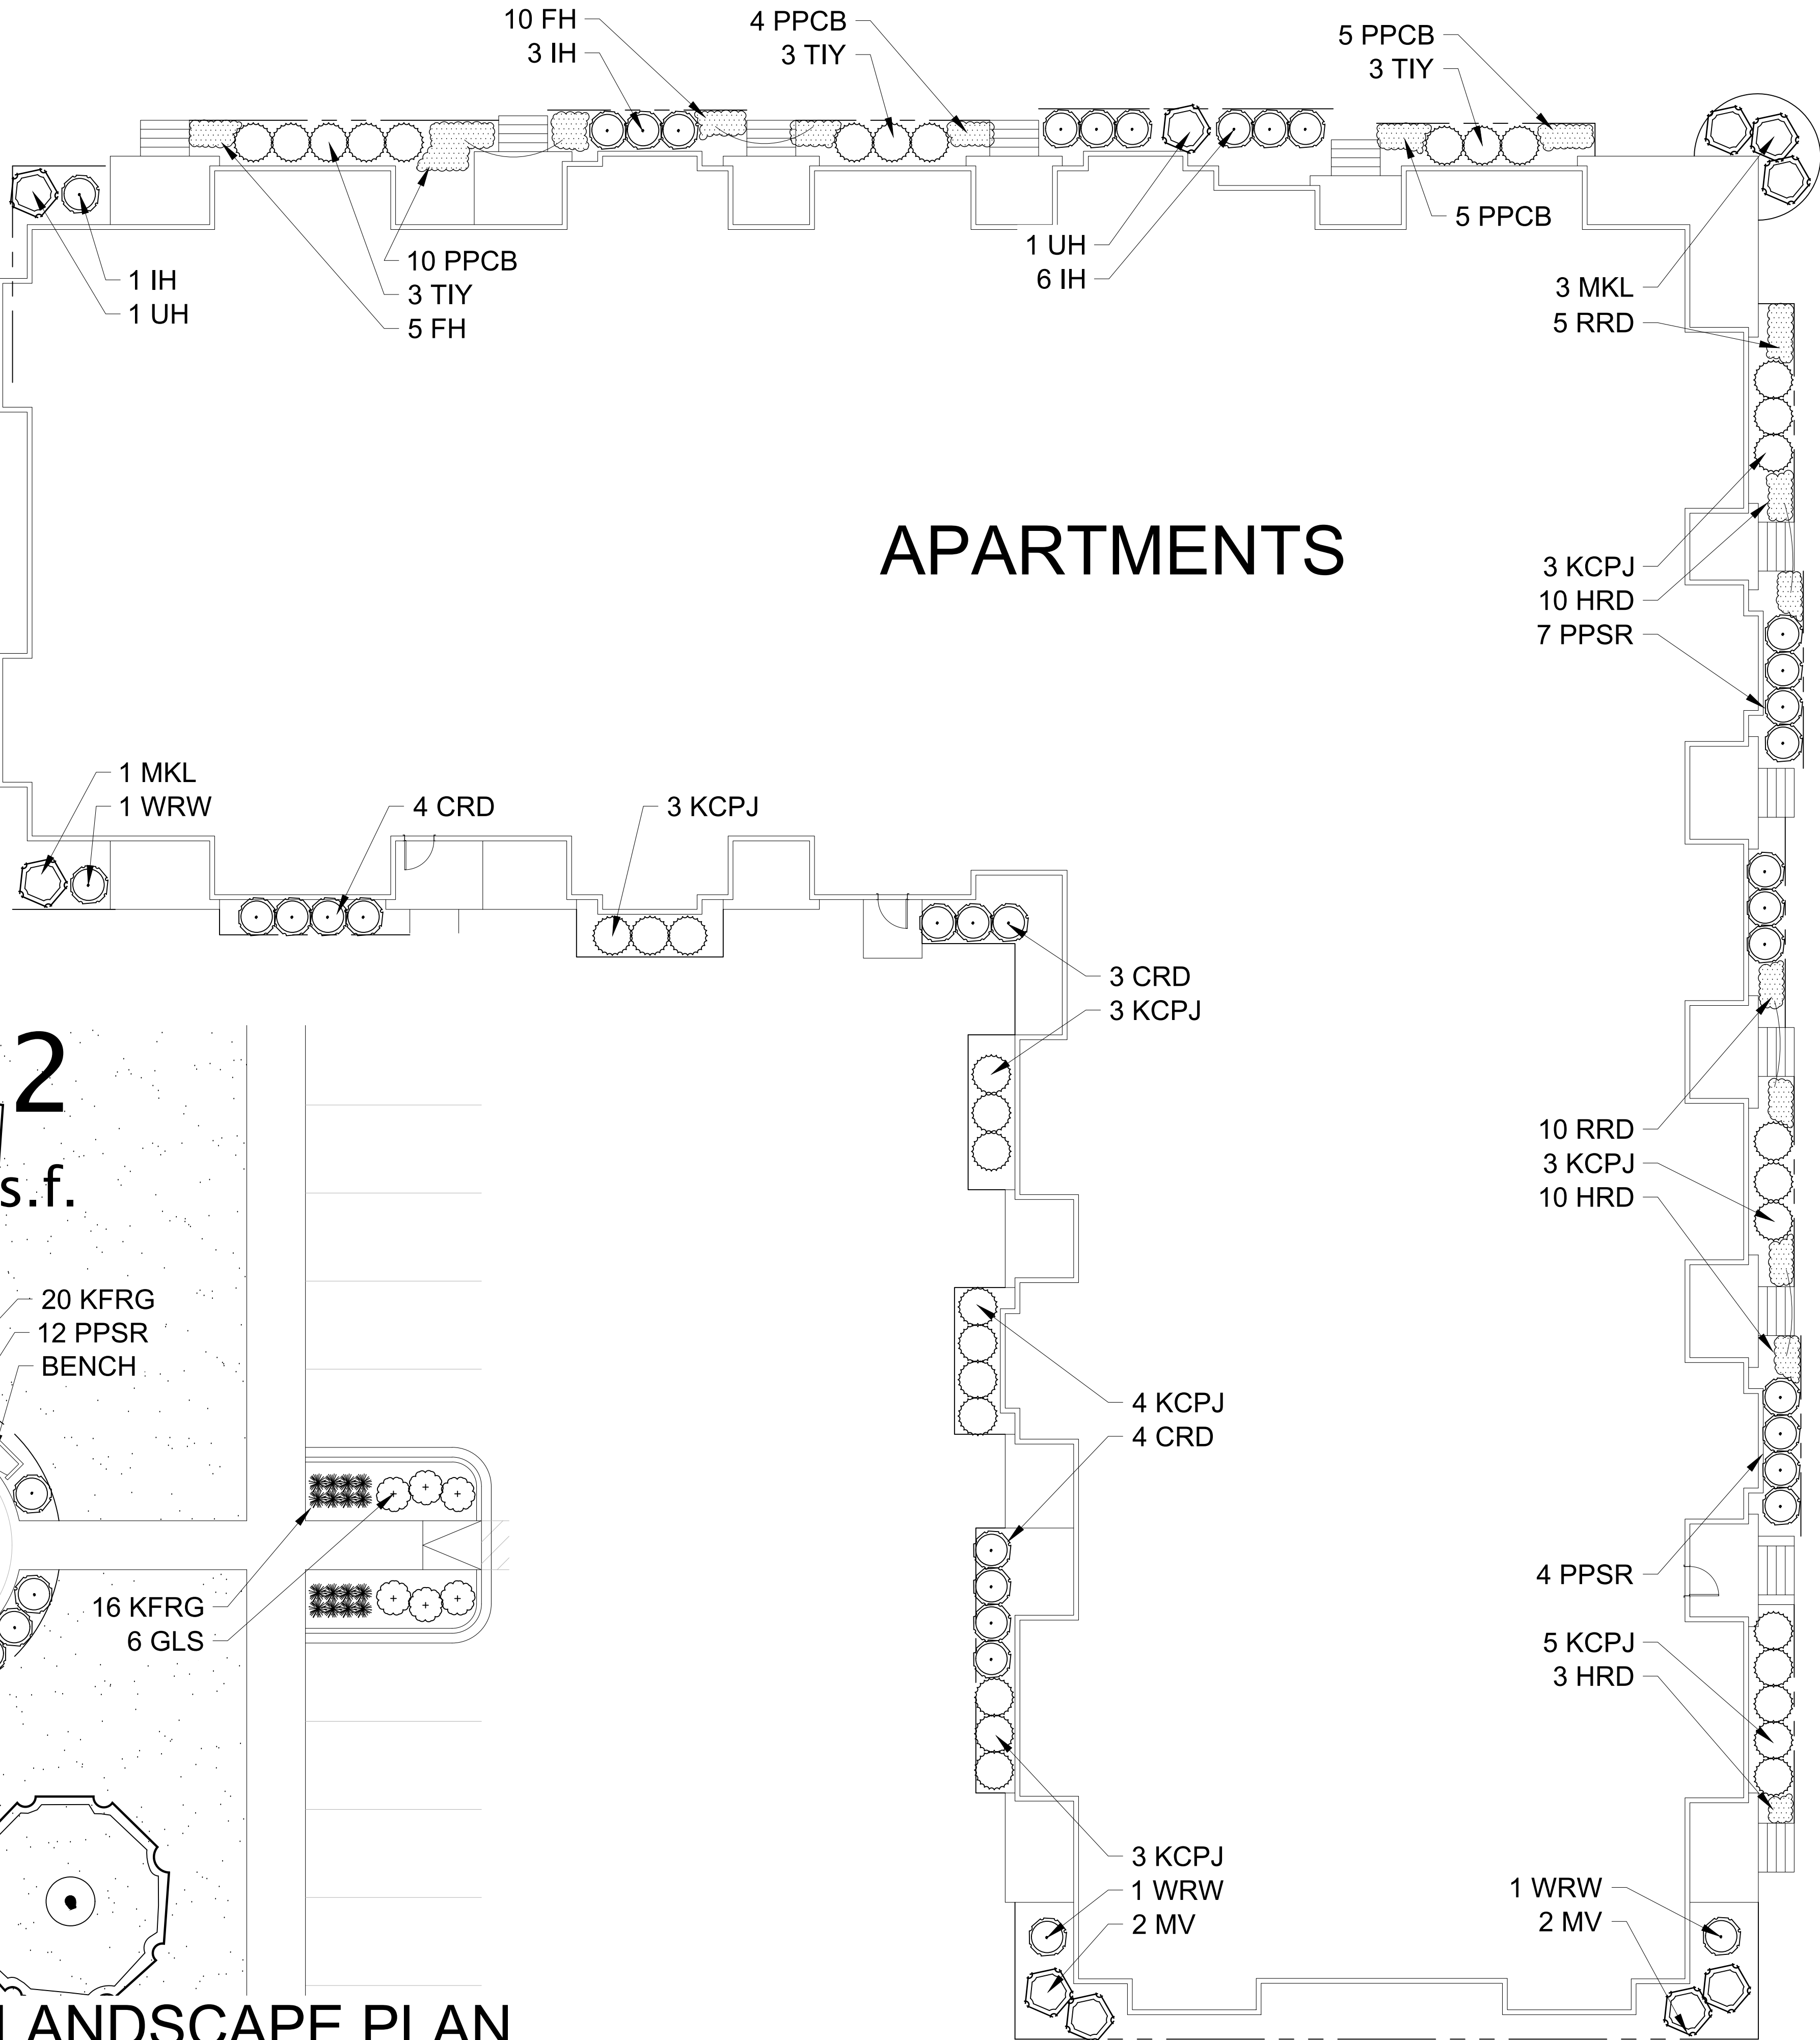 10 FH
3 IH
4 PPCB
3 TIY
5 PPCB
3 TIY
5 PPCB
1 UH
6 IH
1 IH
1 UH
10 PPCB
3 TIY
5 FH
3 MKL
5 RRD
APARTMENTS
3 KCPJ
10 HRD
7 PPSR
1 MKL
1 WRW
4 CRD
3 KCPJ
3 CRD
3 KCPJ
2
s.f.
10 RRD
3 KCPJ
10 HRD
20 KFRG
12 PPSR
BENCH
4 KCPJ
4 CRD
16 KFRG
6 GLS
4 PPSR
5 KCPJ
3 HRD
3 KCPJ
1 WRW
2 MV
1 WRW
2 MV
LANDSCAPE PLAN